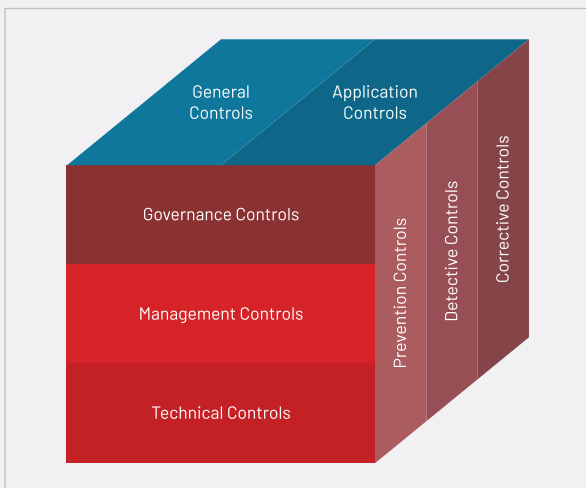 General
Controls
Application
Controls
Governance Controls
Management Controls
Technical Controls
Prevention Controls
Detective Controls
Corrective Controls